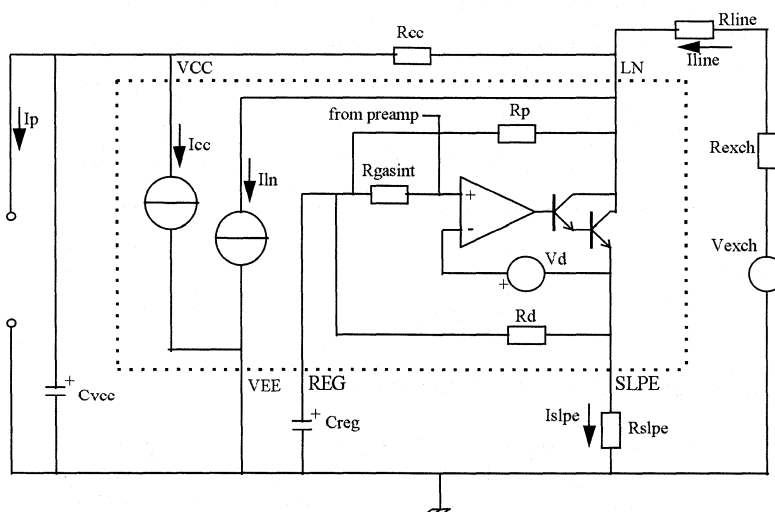 Rcc
Rline
VCC
LN
Iline
Ip
from preamp
Rp
Icc
Rgasint
Rexch
Iln
+
-
Vd
Vexch
+
Rd
VEE
REG
SLPE
+
Cvcc
+
Creg
Islpe
Rslpe